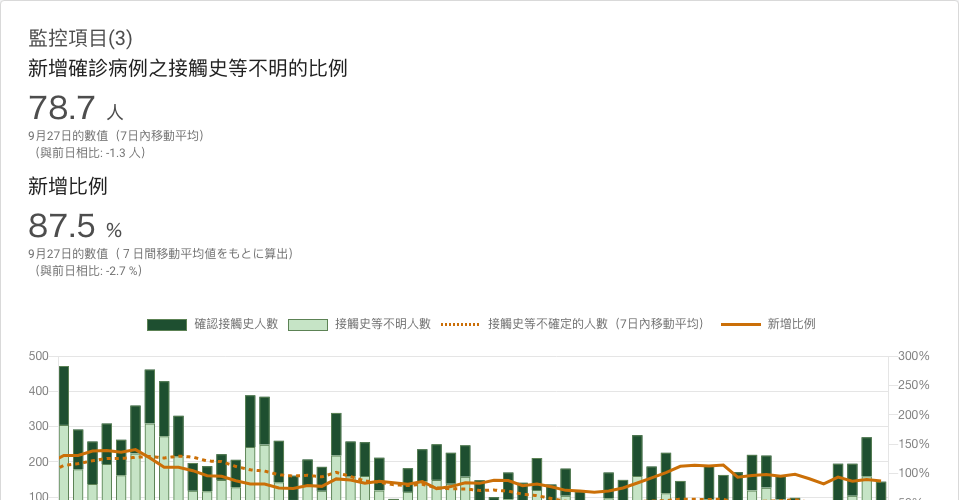 監控項目(3)
新增確診病例之接觸史等不明的比例
78.7 人
9月27日的數值（7日內移動平均）
（與前日相比: -1.3 人）
新增比例
87.5 %
9月27日的數值（７日間移動平均値をもとに算出）
（與前日相比: -2.7 %）
確認接觸史人數 接觸史等不明人數 接觸史等不確定的人數（7日內移動平均） 新增比例
500 300%
250%
400
200%
300
150%
200
100%
100
50%